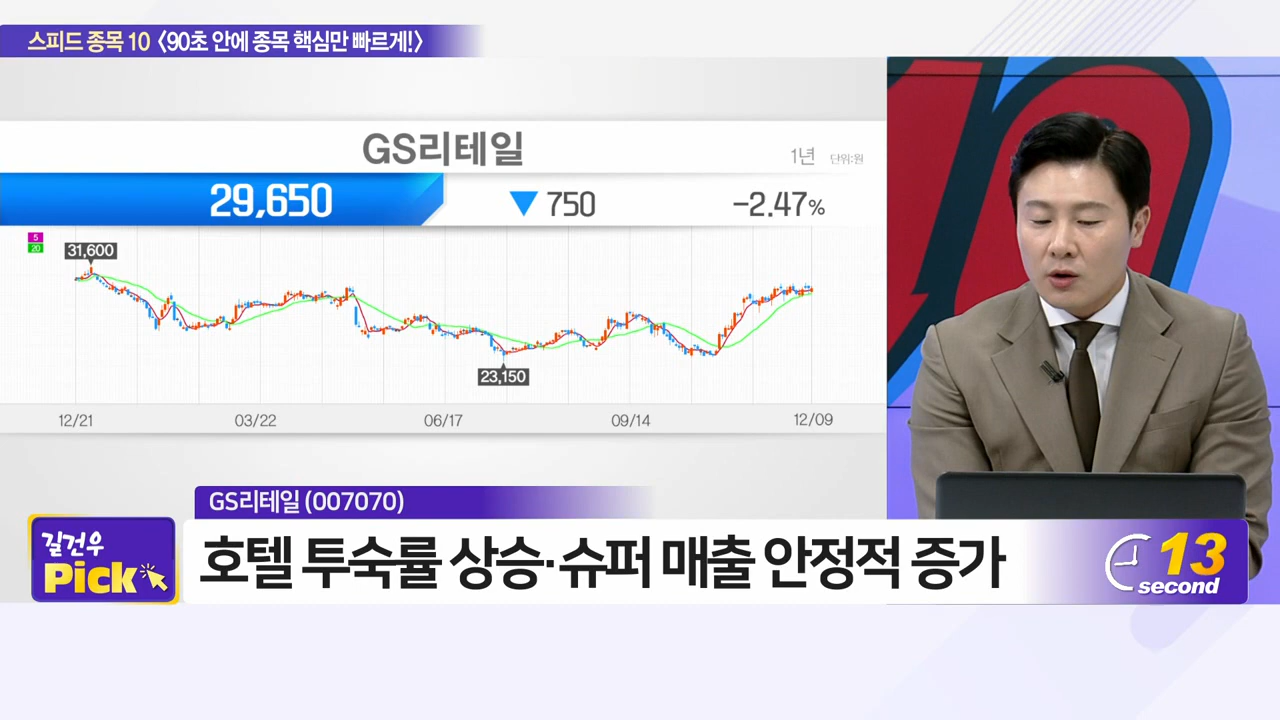 스피드 종목 10 <90초 안에 종목 핵심만 빠르게!>
GS리테일
1년 단위:원
29,650 ▼ 750 -2.47%
5
20
31,600
23,150
12/21 03/22 06/17 09/14 12/09
GS리테일 (007070)
길건우
Pick
호텔 투숙률 상승·슈퍼 매출 안정적 증가
13
second